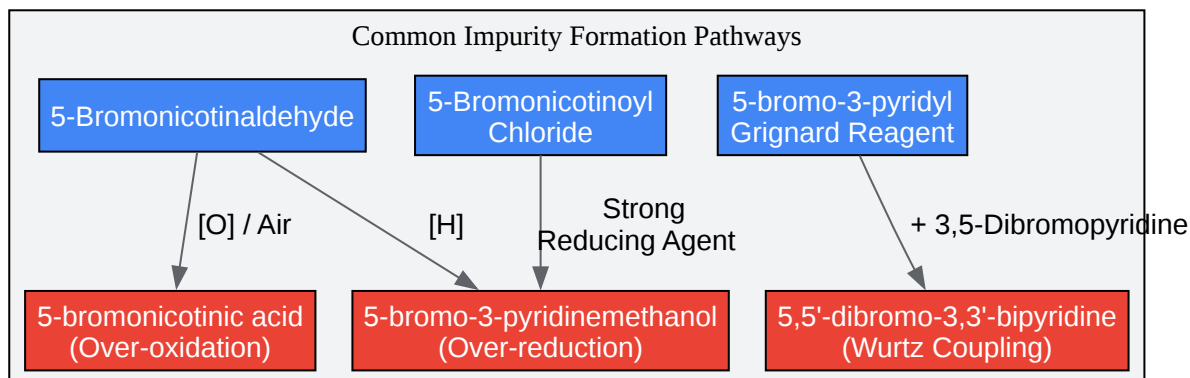 Common Impurity Formation Pathways
5-Bromonicotinaldehyde
5-Bromonicotinoyl
Chloride
5-bromo-3-pyridyl
Grignard Reagent
[O] / Air
[H]
Strong
Reducing Agent
+ 3,5-Dibromopyridine
5-bromonicotinic acid
(Over-oxidation)
5-bromo-3-pyridinemethanol
(Over-reduction)
5,5'-dibromo-3,3'-bipyridine
(Wurtz Coupling)